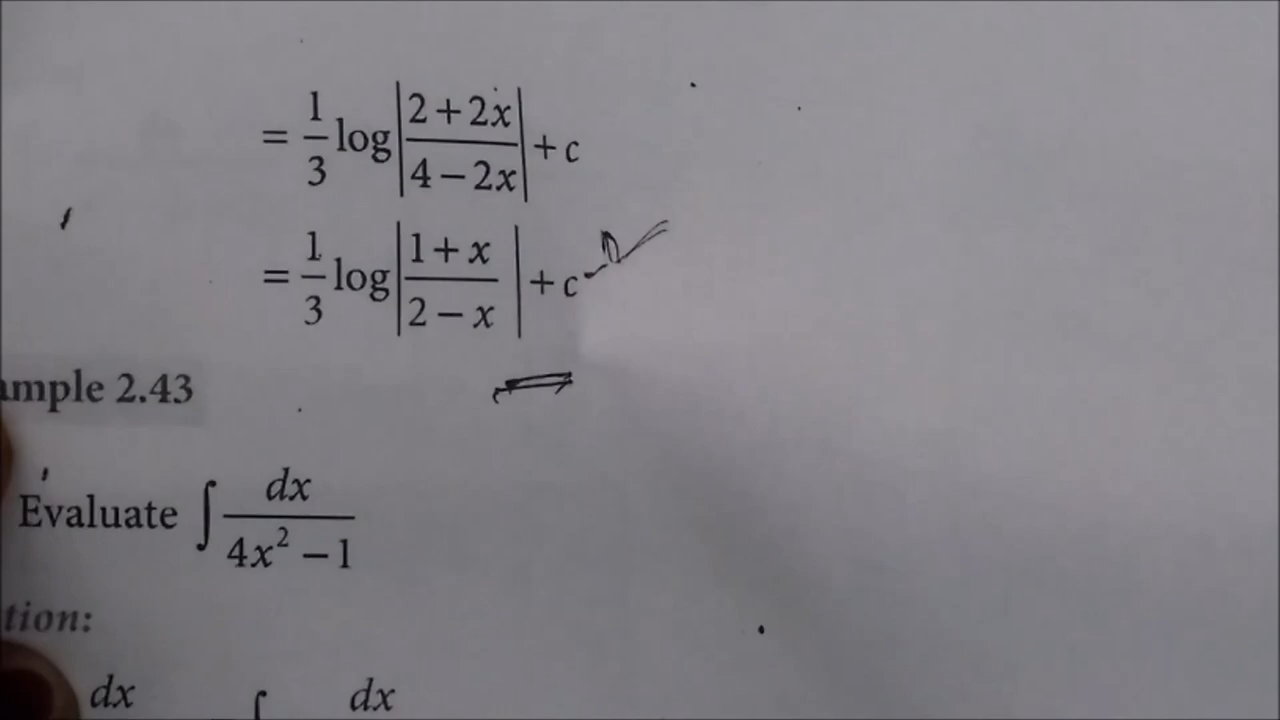 = 1/3 log |2 + 2x / 4 − 2x| + c
= 1/3 log |1 + x / 2 − x| + c
ample 2.43
Evaluate ∫ dx / 4x² − 1
tion:
dx ∫ dx